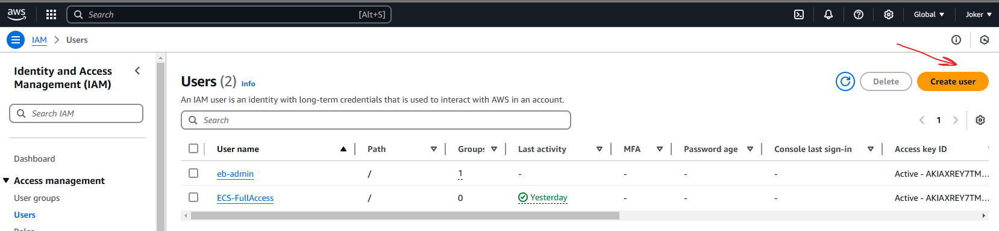 aws Search [Alt+S] Global Joker
IAM > Users
Identity and Access
Management (IAM)
Search IAM
Dashboard
Access management
User groups
Users
Users (2) Info
Delete Create user
An IAM user is an identity with long-term credentials that is used to interact with AWS in an account.
Search
1
User name Path Groups Last activity MFA Password age Console last sign-in Access key ID
eb-admin / 1 - - - - Active - AKIAXREY7TM...
ECS-FullAccess / 0 Yesterday - - - Active - AKIAXREY7TM...